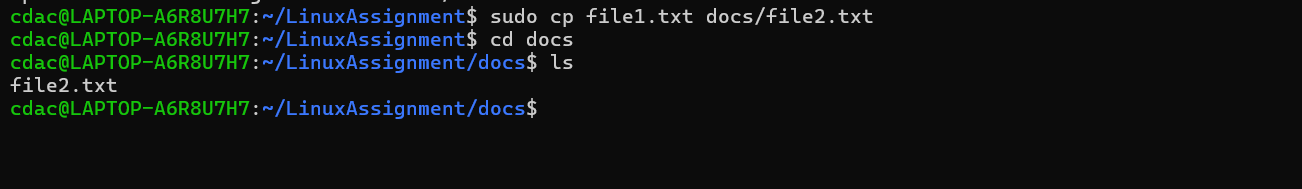 cdac@LAPTOP-A6R8U7H7:~/LinuxAssignment$ sudo cp file1.txt docs/file2.txt
cdac@LAPTOP-A6R8U7H7:~/LinuxAssignment$ cd docs
cdac@LAPTOP-A6R8U7H7:~/LinuxAssignment/docs$ ls
file2.txt
cdac@LAPTOP-A6R8U7H7:~/LinuxAssignment/docs$